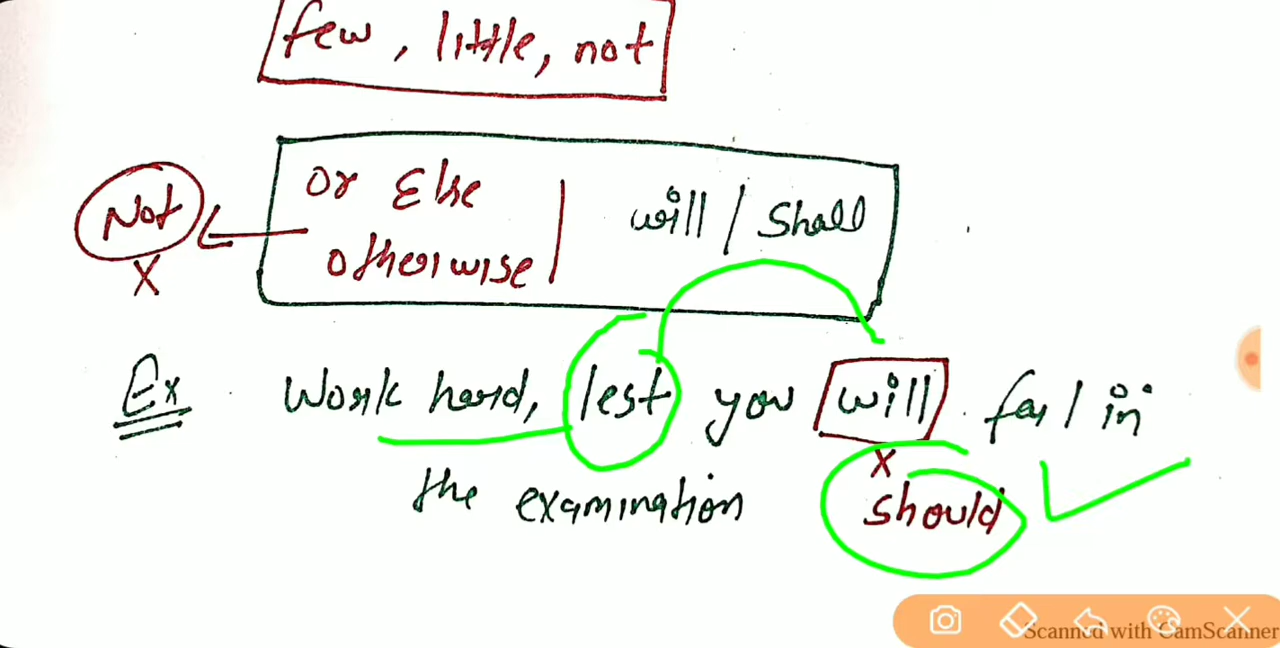 few, little, not
or Else
will / Shall
Not
otherwise
X
Ex. Work hard, lest you will fail in
X
the examination should
Scanned with CamScanner